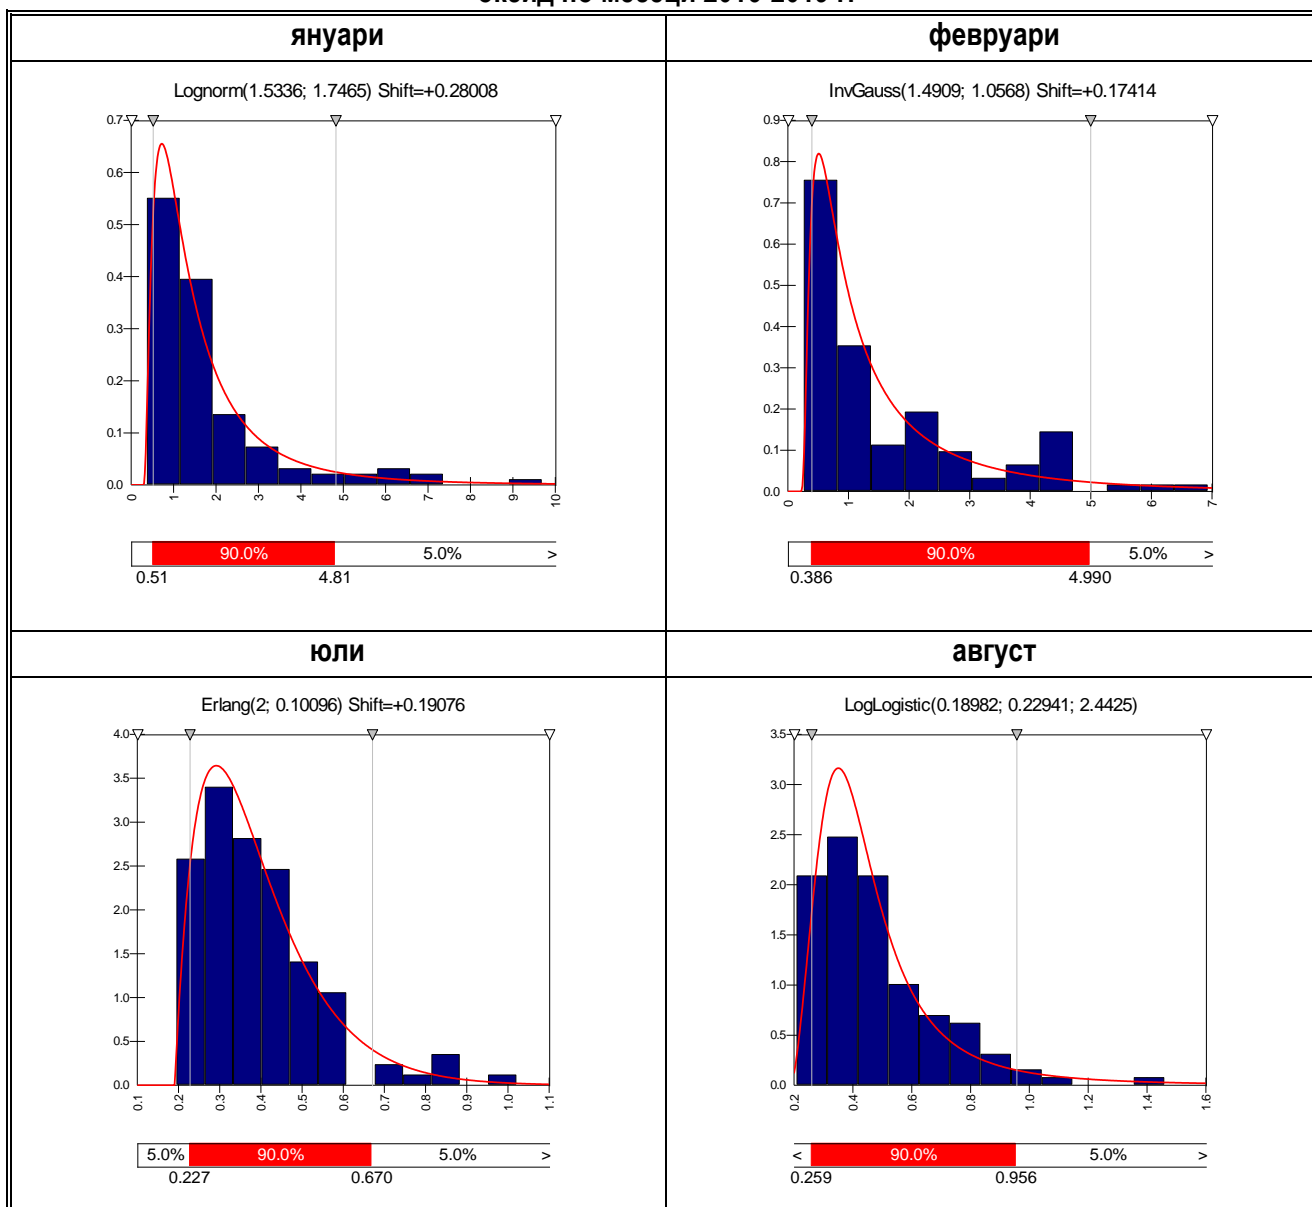 януари
февруари
Lognorm(1.5336; 1.7465) Shift=+0.28008
0.7
0.6
0.5
0.4
0.3
0.2
0.1
0.0
0 1 2 3 4 5 6 7 8 9 10
90.0% 5.0% >
0.51 4.81
InvGauss(1.4909; 1.0568) Shift=+0.17414
0.9
0.8
0.7
0.6
0.5
0.4
0.3
0.2
0.1
0.0
0 1 2 3 4 5 6 7
90.0% 5.0% >
0.386 4.990
юли
август
Erlang(2; 0.10096) Shift=+0.19076
4.0
3.5
3.0
2.5
2.0
1.5
1.0
0.5
0.0
0.1 0.2 0.3 0.4 0.5 0.6 0.7 0.8 0.9 1.0 1.1
5.0% 90.0% 5.0% >
0.227 0.670
LogLogistic(0.18982; 0.22941; 2.4425)
3.5
3.0
2.5
2.0
1.5
1.0
0.5
0.0
0.2 0.4 0.6 0.8 1.0 1.2 1.4 1.6
< 90.0% 5.0% >
0.259 0.956